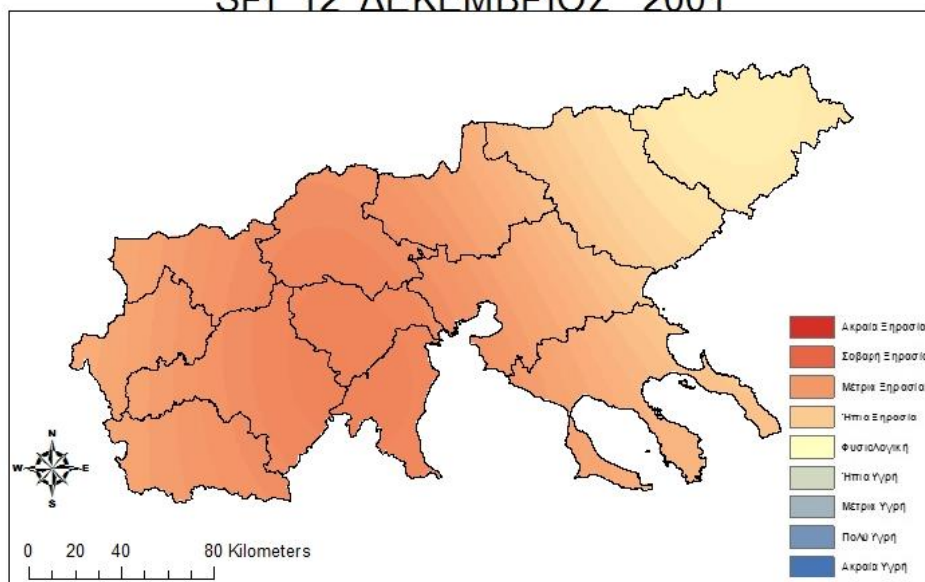 SPI 12 ΔΕΚΕΜΒΡΙΟΣ 2001
Ακραία Ξηρασία
Σοβαρή Ξηρασία
Μέτρια Ξηρασία
Ήπια Ξηρασία
Φυσιολογική
Ήπια Υγρή
Μέτρια Υγρή
Πολύ Υγρή
Ακραία Υγρή
N
W E
S
0 20 40 80 Kilometers